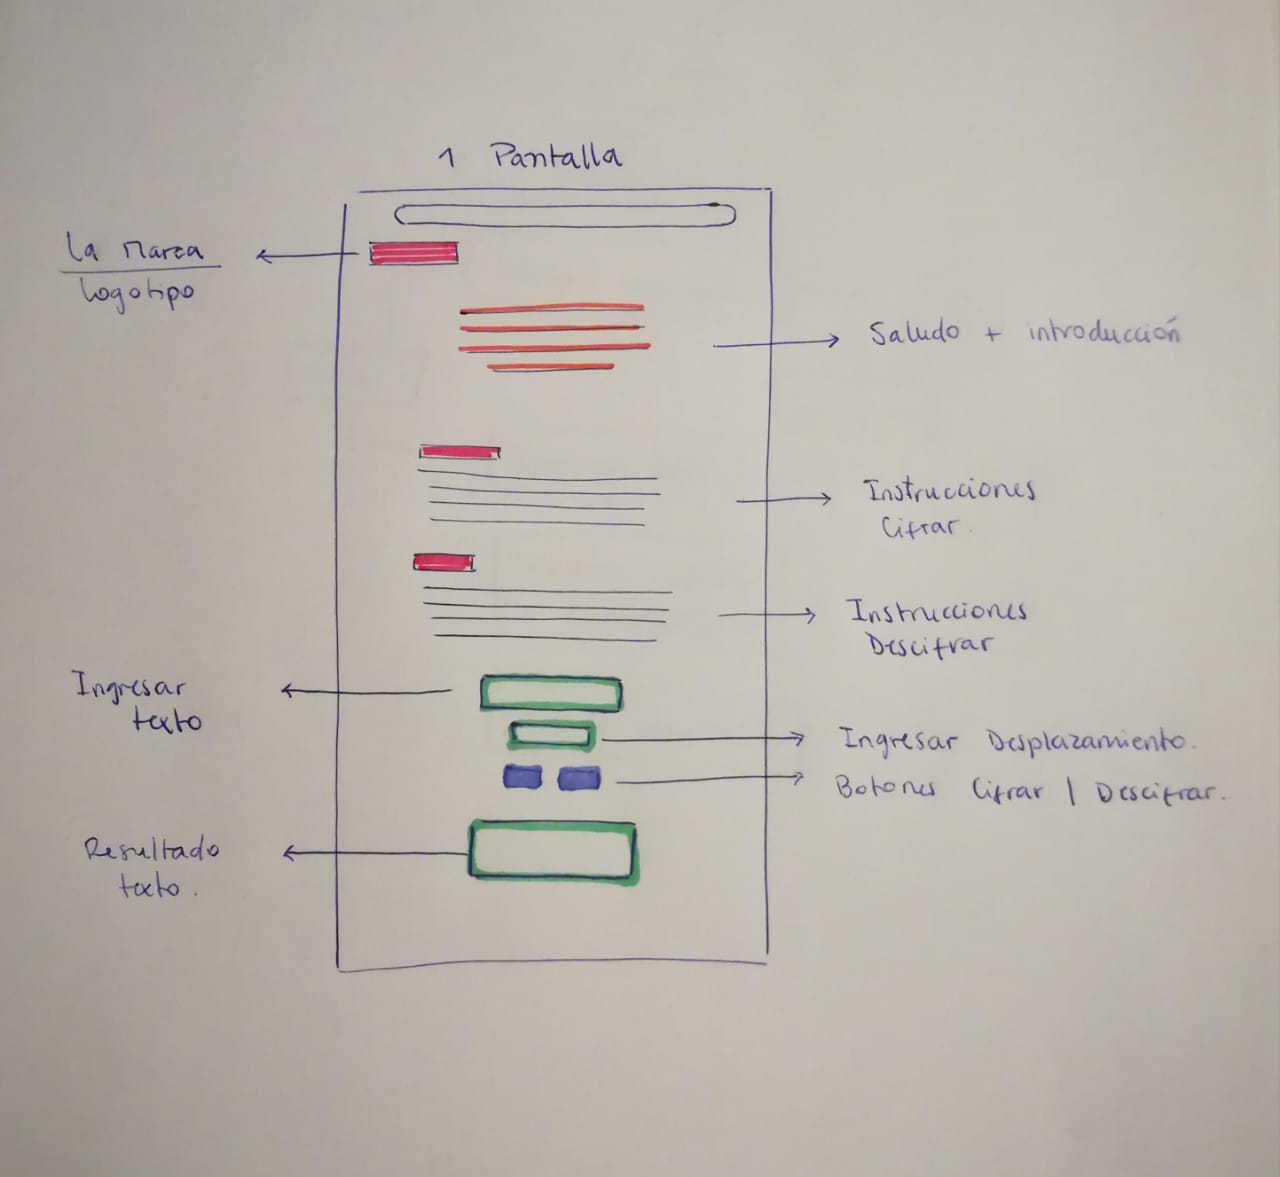 1 Pantalla
La Marca
logotipo
Saludo + introducción
Instrucciones
Cifrar.
Instrucciones
Descifrar
Ingresar
texto
Ingresar Desplazamiento.
Botones Cifrar | Descifrar.
Resultado
texto.